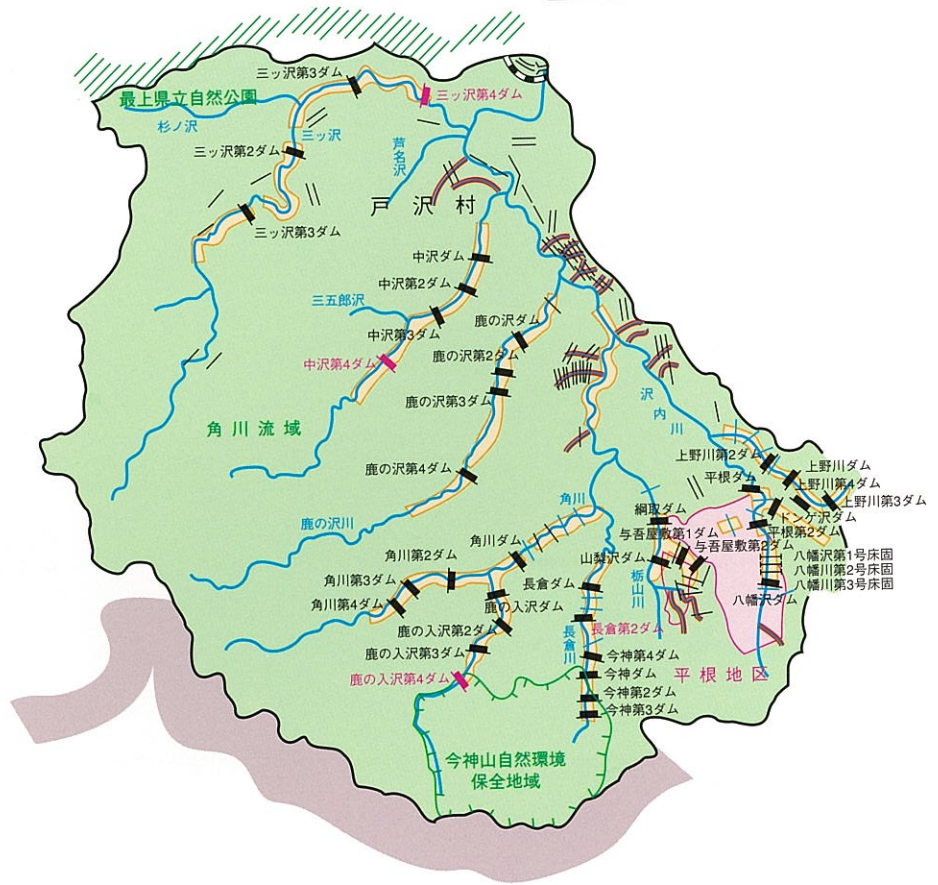 三ッ沢第3ダム
三ッ沢第4ダム
最上県立自然公園
杉ノ沢
三ッ沢
芦名沢
三ッ沢第2ダム
戸沢村
三ッ沢第3ダム
中沢ダム
中沢第2ダム
三五郎沢
中沢第3ダム
鹿の沢ダム
中沢第4ダム
鹿の沢第2ダム
鹿の沢第3ダム
沢内川
角川流域
上野川第2ダム
上野川ダム
鹿の沢第4ダム
平根ダム
上野川第4ダム
上野川第3ダム
角川
綱取ダム
ドンケ沢ダム
鹿の沢川
与吾屋敷第1ダム
平根第2ダム
角川ダム
与吾屋敷第2ダム
角川第2ダム
山梨沢ダム
八幡沢第1号床固
八幡川第2号床固
角川第3ダム
長倉ダム
栃山川
八幡川第3号床固
角川第4ダム
鹿の入沢ダム
八幡沢ダム
鹿の入沢第2ダム
長倉第2ダム
長倉川
鹿の入沢第3ダム
今神第4ダム
平根地区
鹿の入沢第4ダム
今神ダム
今神第2ダム
今神第3ダム
今神山自然環境
保全地域